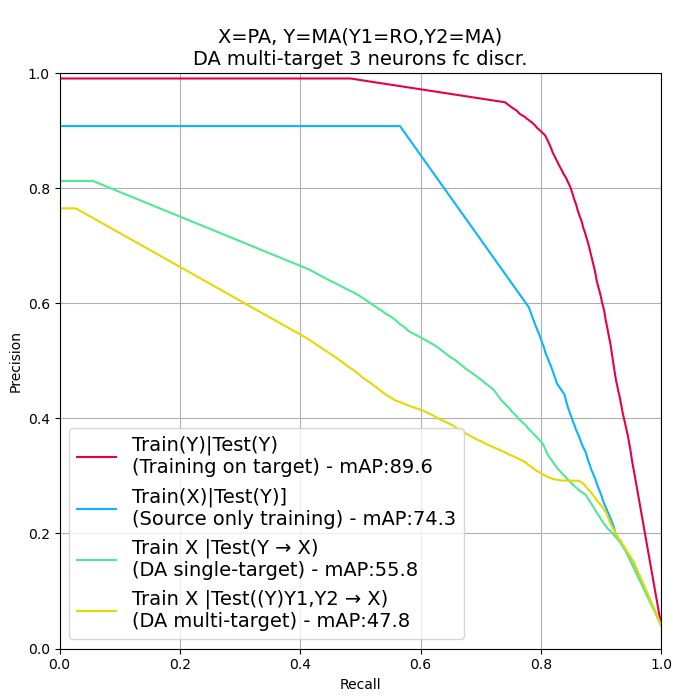 X=PA, Y=MA(Y1=RO,Y2=MA)
DA multi-target 3 neurons fc discr.
1.0
0.8
0.6
0.4
0.2
0.0
Precision
Train(Y)|Test(Y)
(Training on target) - mAP:89.6
Train(X)|Test(Y)]
(Source only training) - mAP:74.3
Train X |Test(Y → X)
(DA single-target) - mAP:55.8
Train X |Test((Y)Y1,Y2 → X)
(DA multi-target) - mAP:47.8
0.0 0.2 0.4 0.6 0.8 1.0
Recall